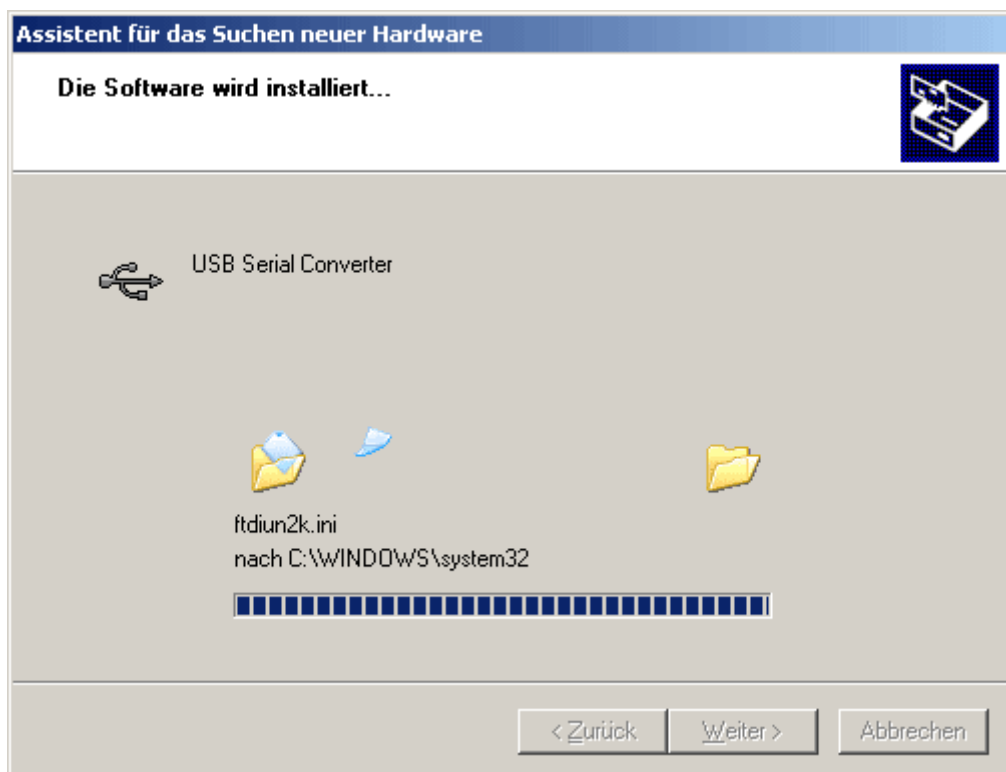 Assistent für das Suchen neuer Hardware
Die Software wird installiert...
USB Serial Converter
ftdiun2k.ini
nach C:\WINDOWS\system32
< Zurück
Weiter >
Abbrechen